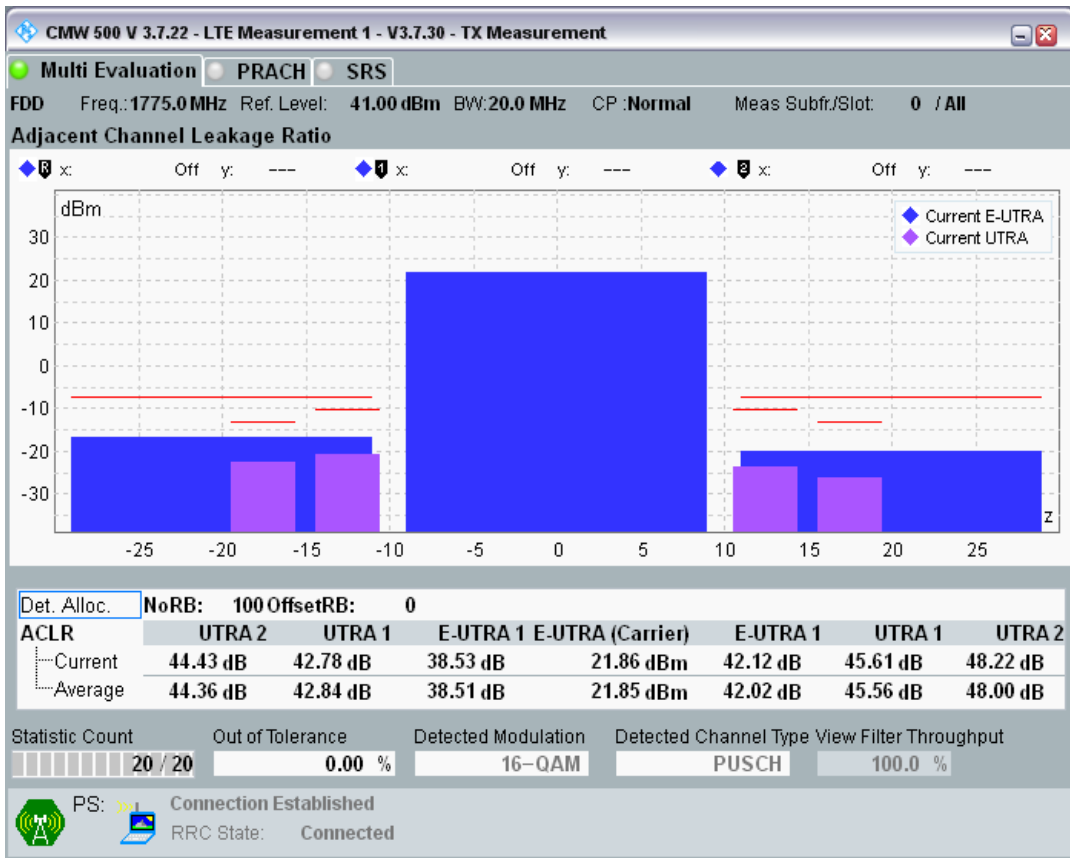 CMW 500 V 3.7.22 - LTE Measurement 1 - V3.7.30 - TX Measurement
Multi Evaluation PRACH SRS
FDD Freq.:1775.0 MHz Ref. Level: 41.00 dBm BW:20.0 MHz CP :Normal Meas Subfr./Slot: 0 / All
Adjacent Channel Leakage Ratio
R x: Off y: --- 1 x: Off y: --- 2 x: Off y: ---
dBm
Current E-UTRA
Current UTRA
30
20
10
0
-10
-20
-30
z
-25 -20 -15 -10 -5 0 5 10 15 20 25
Det. Alloc. NoRB: 100 OffsetRB: 0
ACLR UTRA 2 UTRA 1 E-UTRA 1 E-UTRA (Carrier) E-UTRA 1 UTRA 1 UTRA 2
Current 44.43 dB 42.78 dB 38.53 dB 21.86 dBm 42.12 dB 45.61 dB 48.22 dB
Average 44.36 dB 42.84 dB 38.51 dB 21.85 dBm 42.02 dB 45.56 dB 48.00 dB
Statistic Count Out of Tolerance Detected Modulation Detected Channel Type View Filter Throughput
20 / 20 0.00 % 16-QAM PUSCH 100.0 %
PS: Connection Established
RRC State: Connected